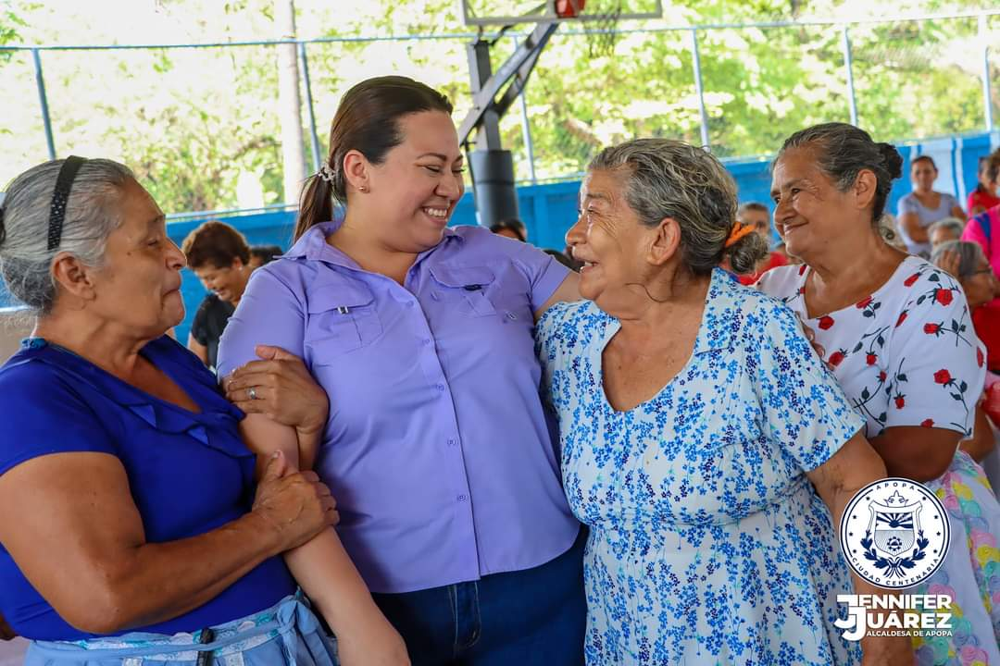 APOPA
CIUDAD CENTENARIA
JENNIFER
JUÁREZ
ALCALDESA DE APOPA